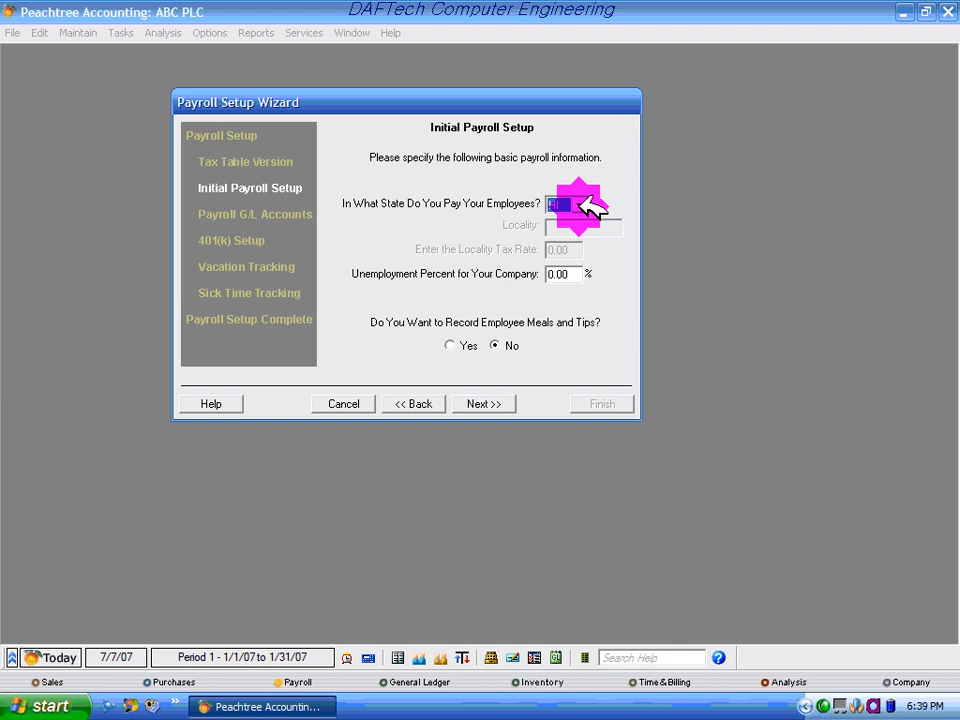 Peachtree Accounting: ABC PLC
DAFTech Computer Engineering
File Edit Maintain Tasks Analysis Options Reports Services Window Help
Payroll Setup Wizard
Payroll Setup
Tax Table Version
Initial Payroll Setup
Payroll G/L Accounts
401(k) Setup
Vacation Tracking
Sick Time Tracking
Payroll Setup Complete
Initial Payroll Setup
Please specify the following basic payroll information.
In What State Do You Pay Your Employees?
Locality:
Enter the Locality Tax Rate: 0.00
Unemployment Percent for Your Company: 0.00 %
Do You Want to Record Employee Meals and Tips?
Yes No
Help Cancel << Back Next >> Finish
Today 7/7/07 Period 1 - 1/1/07 to 1/31/07 Search Help
Sales Purchases Payroll General Ledger Inventory Time & Billing Analysis Company
start Peachtree Accountin... 6:39 PM